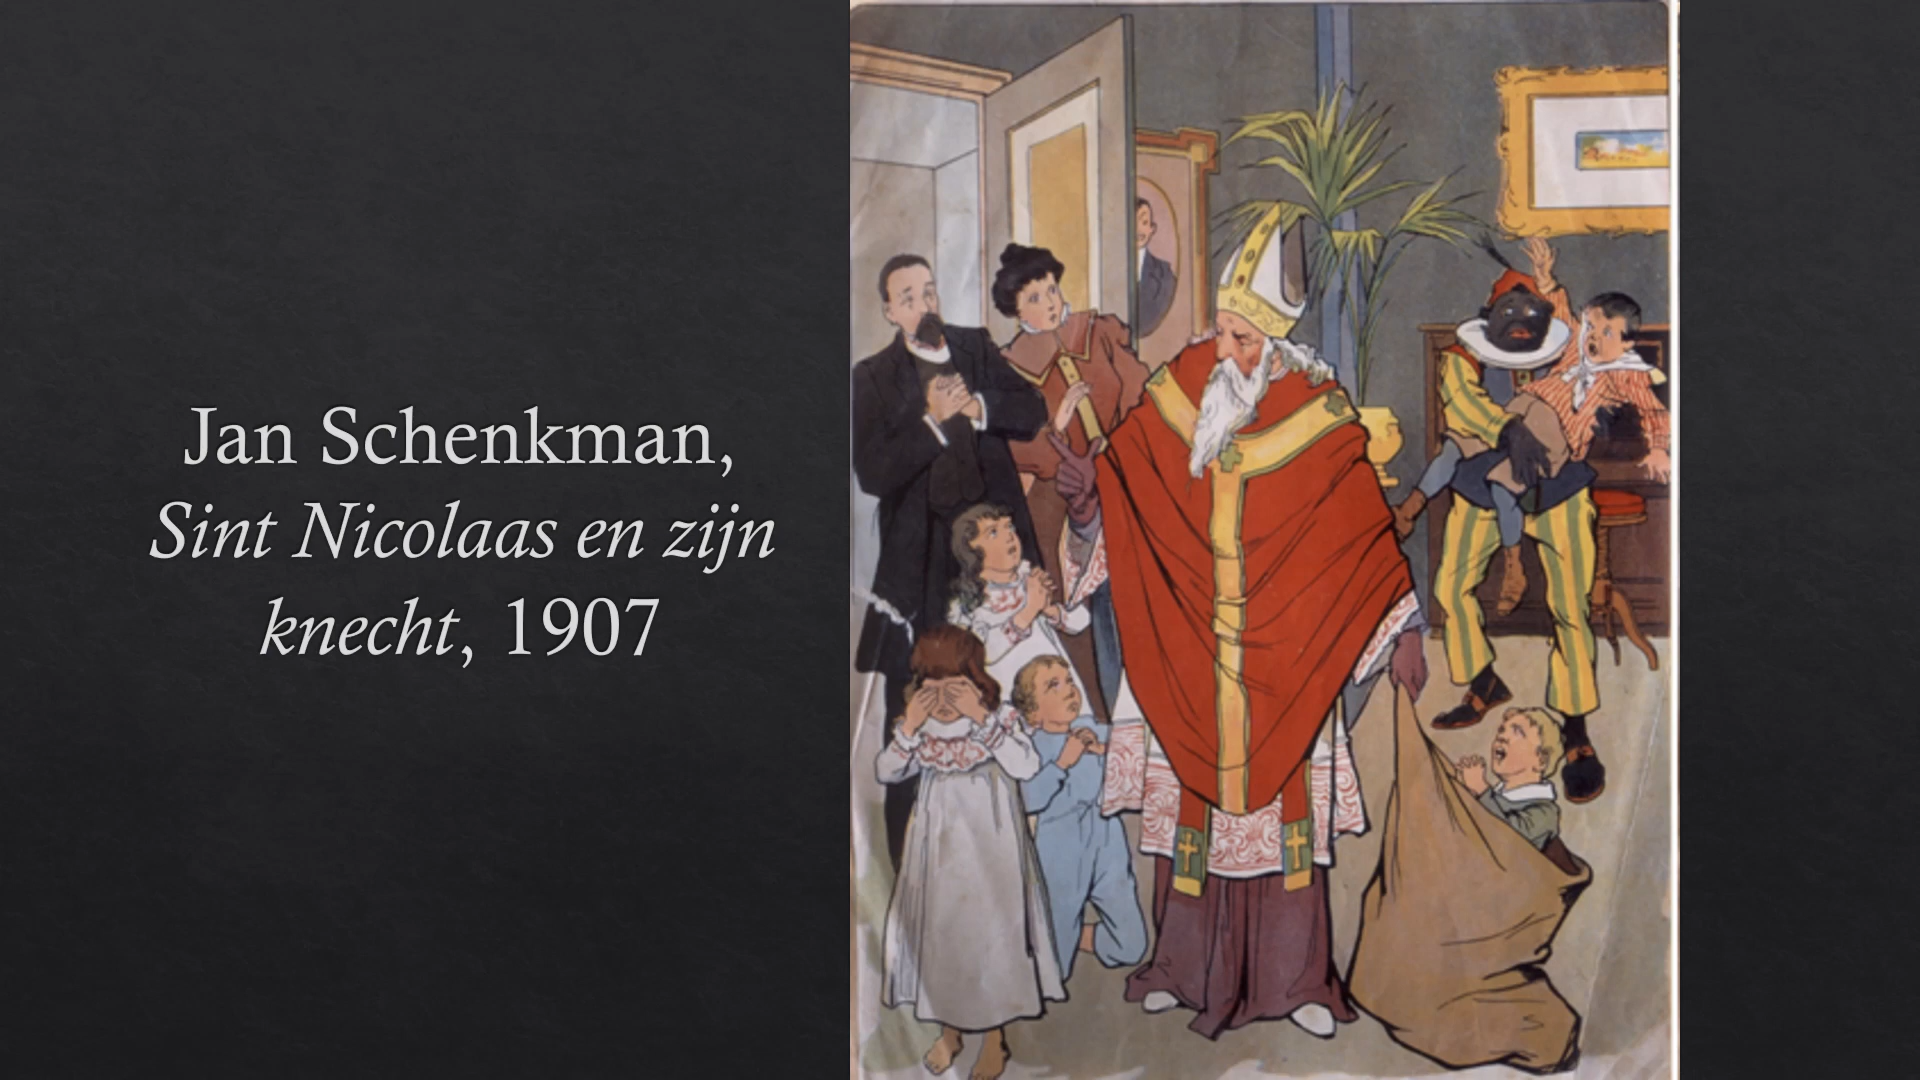 Jan Schenkman,
Sint Nicolaas en zijn
knecht, 1907